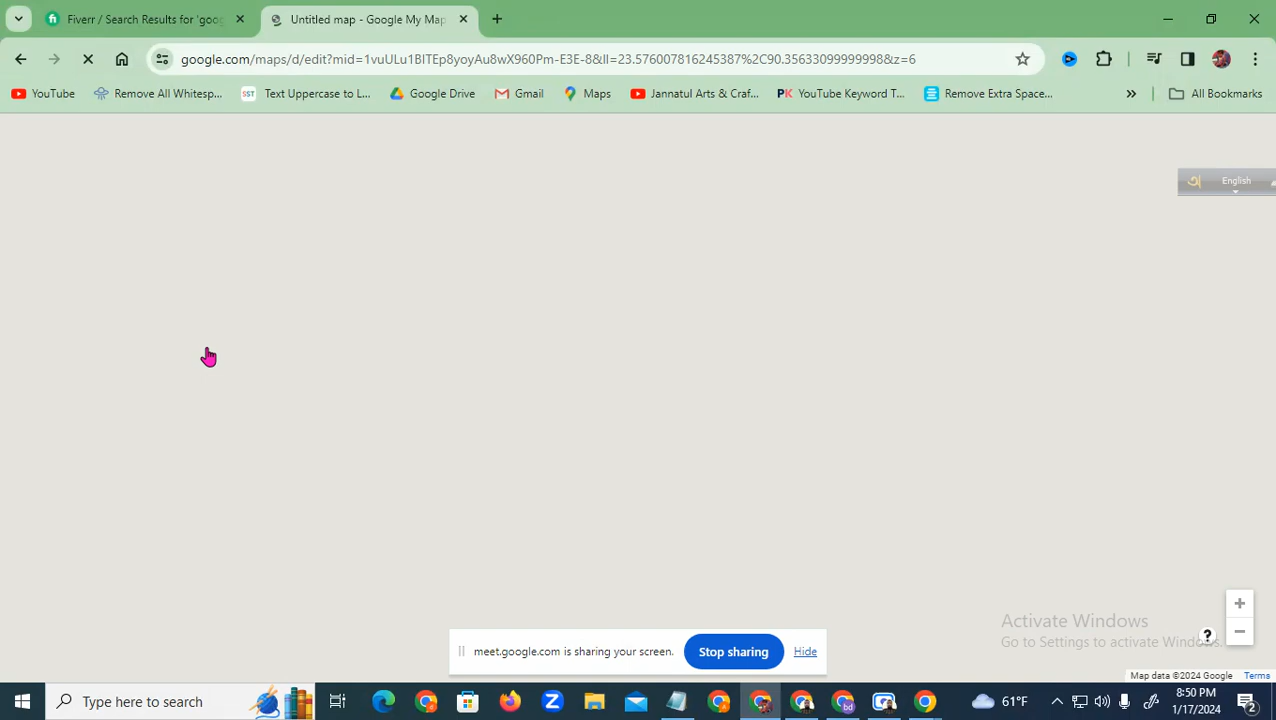 Fiverr / Search Results for 'goog
Untitled map - Google My Map
google.com/maps/d/edit?mid=1vuULu1BITEp8yoyAu8wX960Pm-E3E-8&ll=23.576007816245387%2C90.35633099999998&z=6
YouTube
Remove All Whitesp...
SST
Text Uppercase to L...
Google Drive
Gmail
Maps
Jannatul Arts & Craf...
PK
YouTube Keyword T...
Remove Extra Space...
»
All Bookmarks
অ
English
Activate Windows
Go to Settings to activate Windows.
meet.google.com is sharing your screen.
Stop sharing
Hide
Map data ©2024 Google
Terms
Type here to search
61°F
8:50 PM
1/17/2024
2